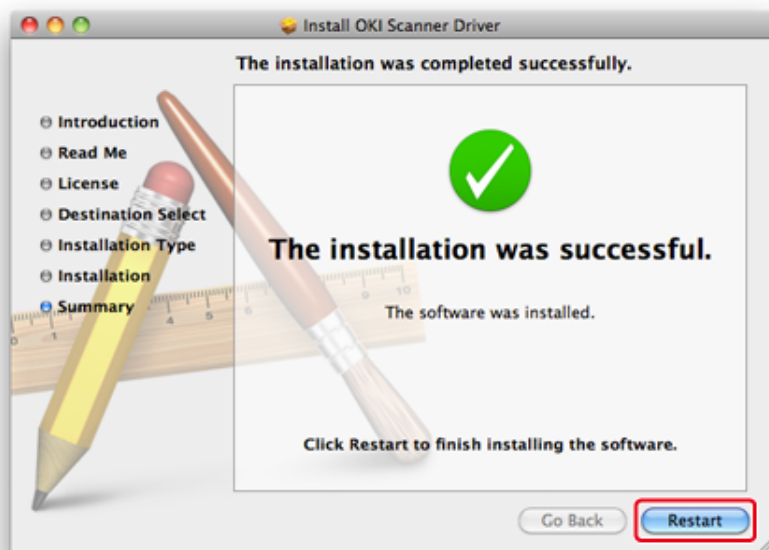 Install OKI Scanner Driver
The installation was completed successfully.
Introduction
Read Me
License
Destination Select
Installation Type
Installation
Summary
The installation was successful.
The software was installed.
Click Restart to finish installing the software.
Go Back
Restart